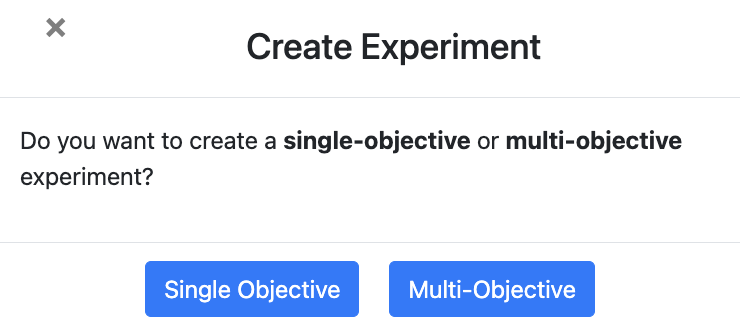 ×
Create Experiment
Do you want to create a single-objective or multi-objective
experiment?
Single Objective
Multi-Objective